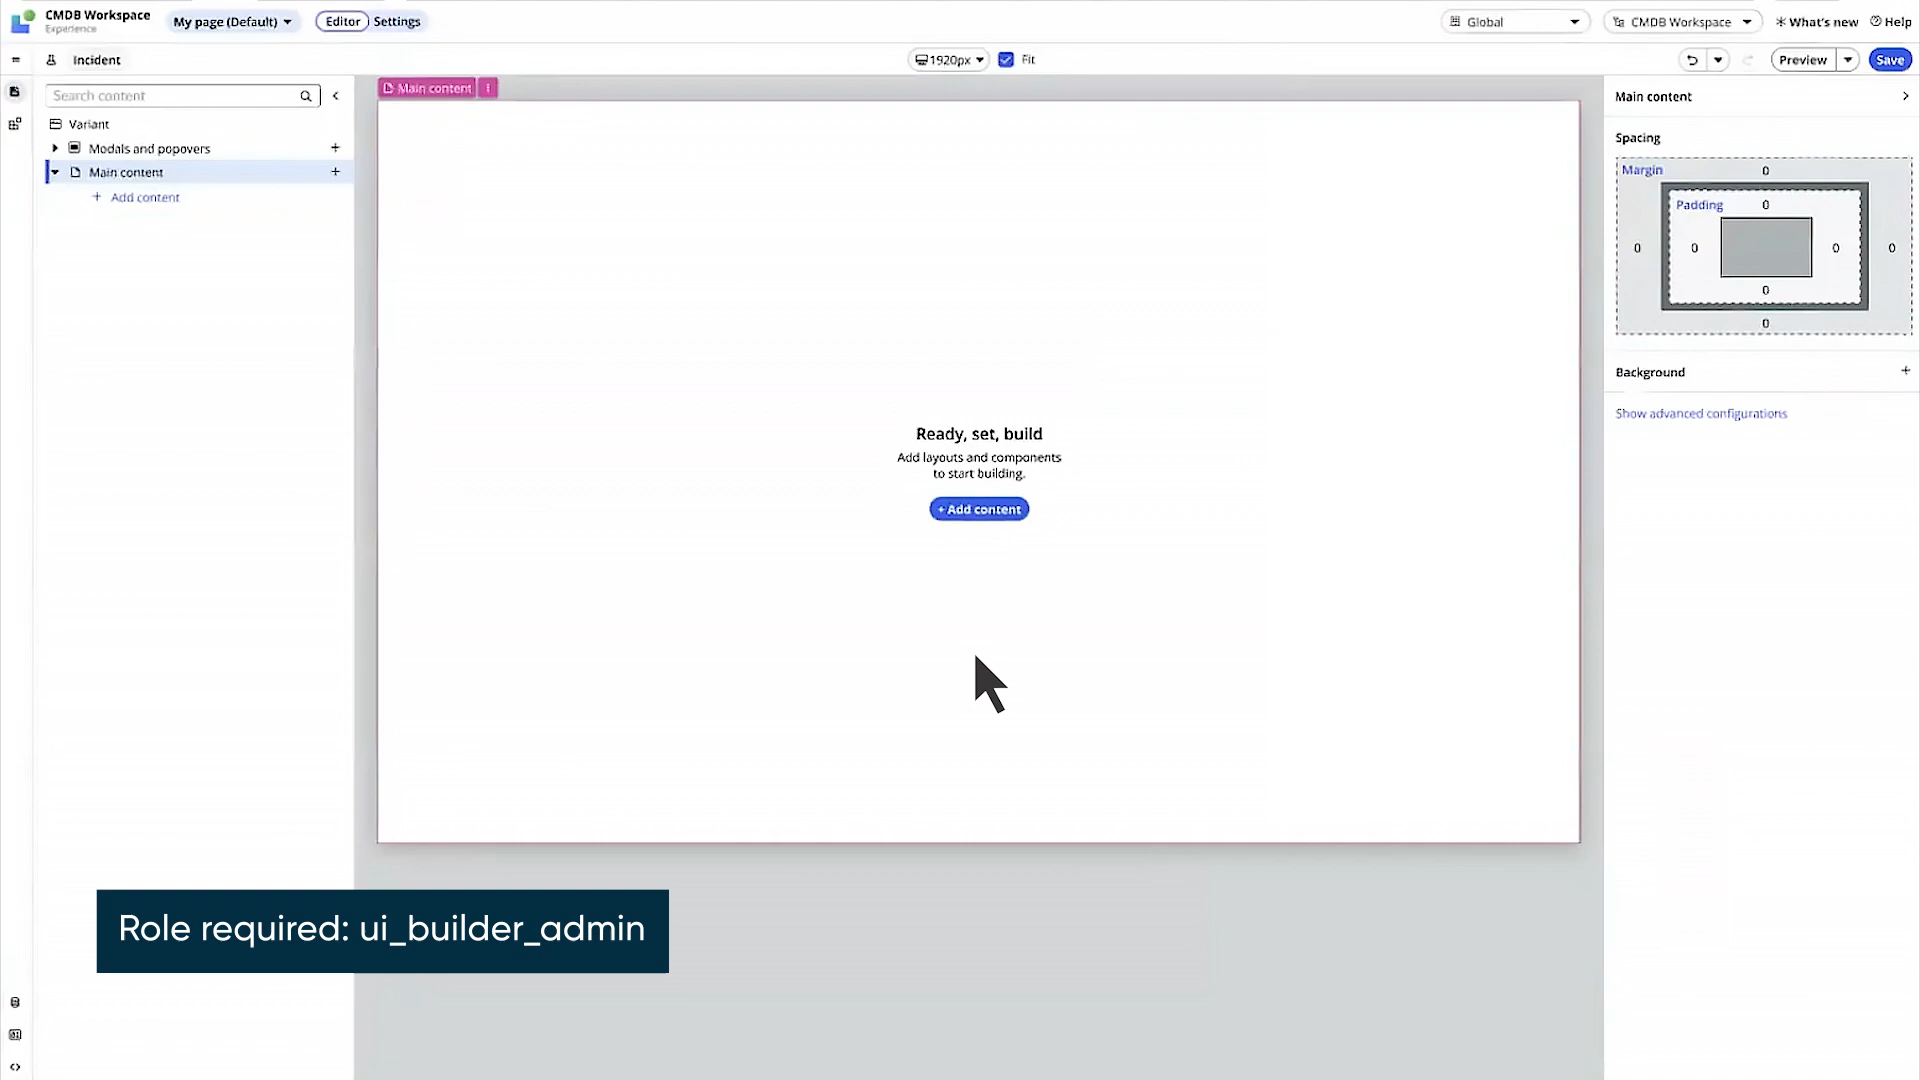 CMDB Workspace
Experience
My page (Default)
Editor
Settings
Global
CMDB Workspace
What's new
Help
Incident
1920px
Fit
Preview
Save
Search content
Variant
Modals and popovers
+
Main content
+
+ Add content
Main content
Ready, set, build
Add layouts and components
to start building.
+ Add content
Main content
Spacing
Margin
0
Padding
0
0
0
0
0
0
0
Background
+
Show advanced configurations
Role required: ui_builder_admin